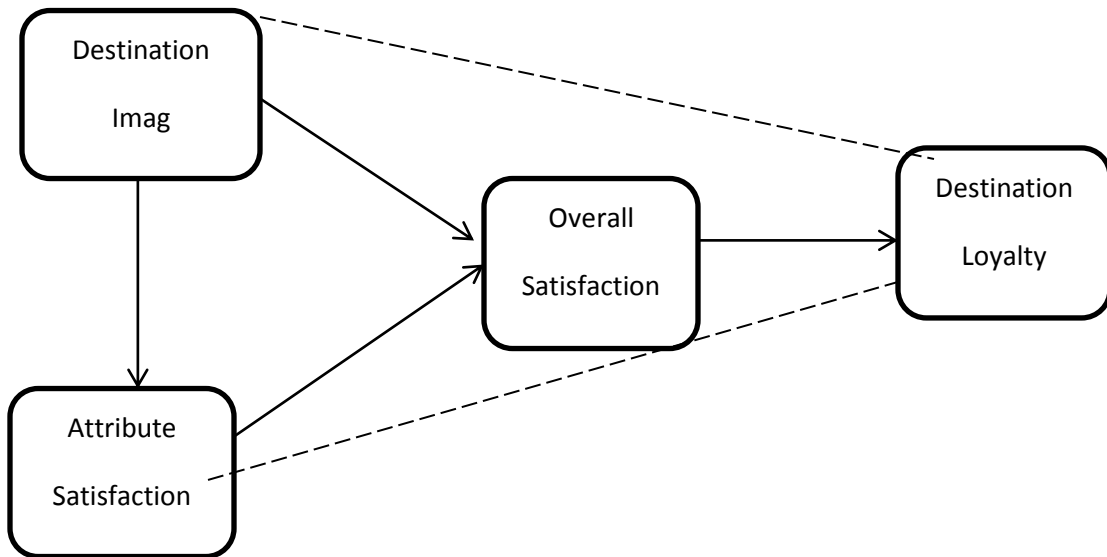 Destination
Imag
Overall
Satisfaction
Destination
Loyalty
Attribute
Satisfaction